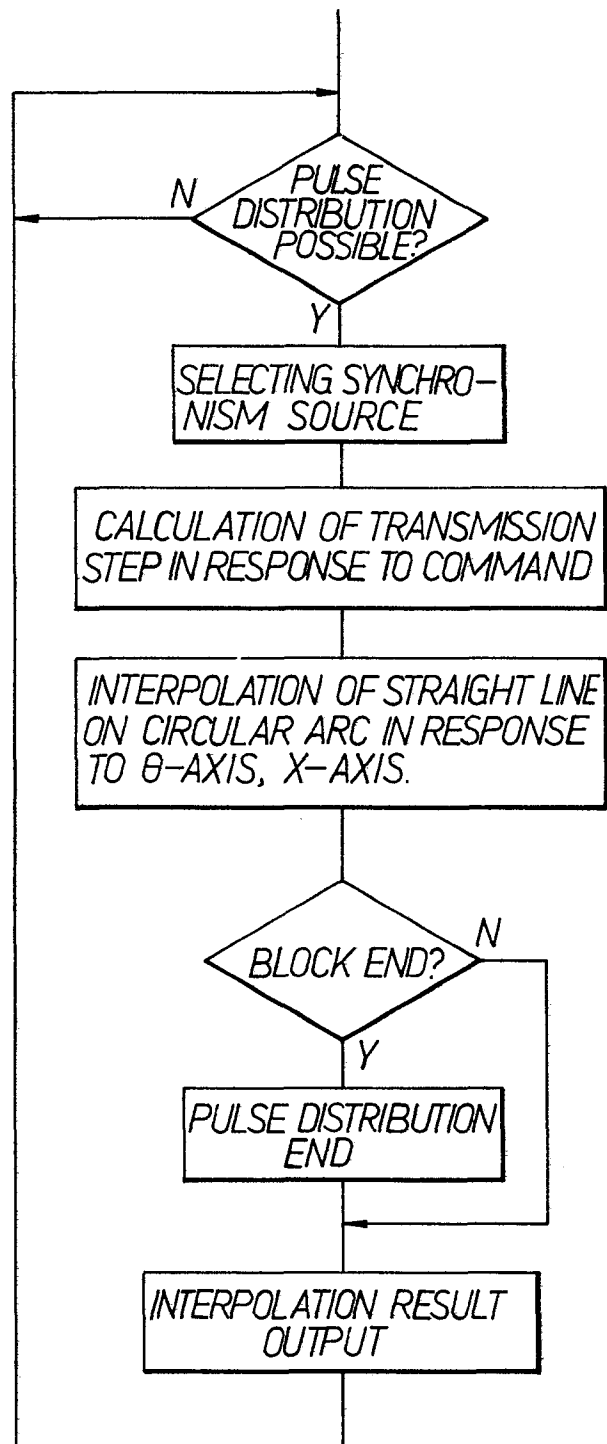 N
PULSE
DISTRIBUTION
POSSIBLE?
Y
SELECTING SYNCHRO-
NISM SOURCE
CALCULATION OF TRANSMISSION
STEP IN RESPONSE TO COMMAND
INTERPOLATION OF STRAIGHT LINE
ON CIRCULAR ARC IN RESPONSE
TO θ-AXIS, X-AXIS.
BLOCK END?
N
Y
PULSE DISTRIBUTION
END
INTERPOLATION RESULT
OUTPUT